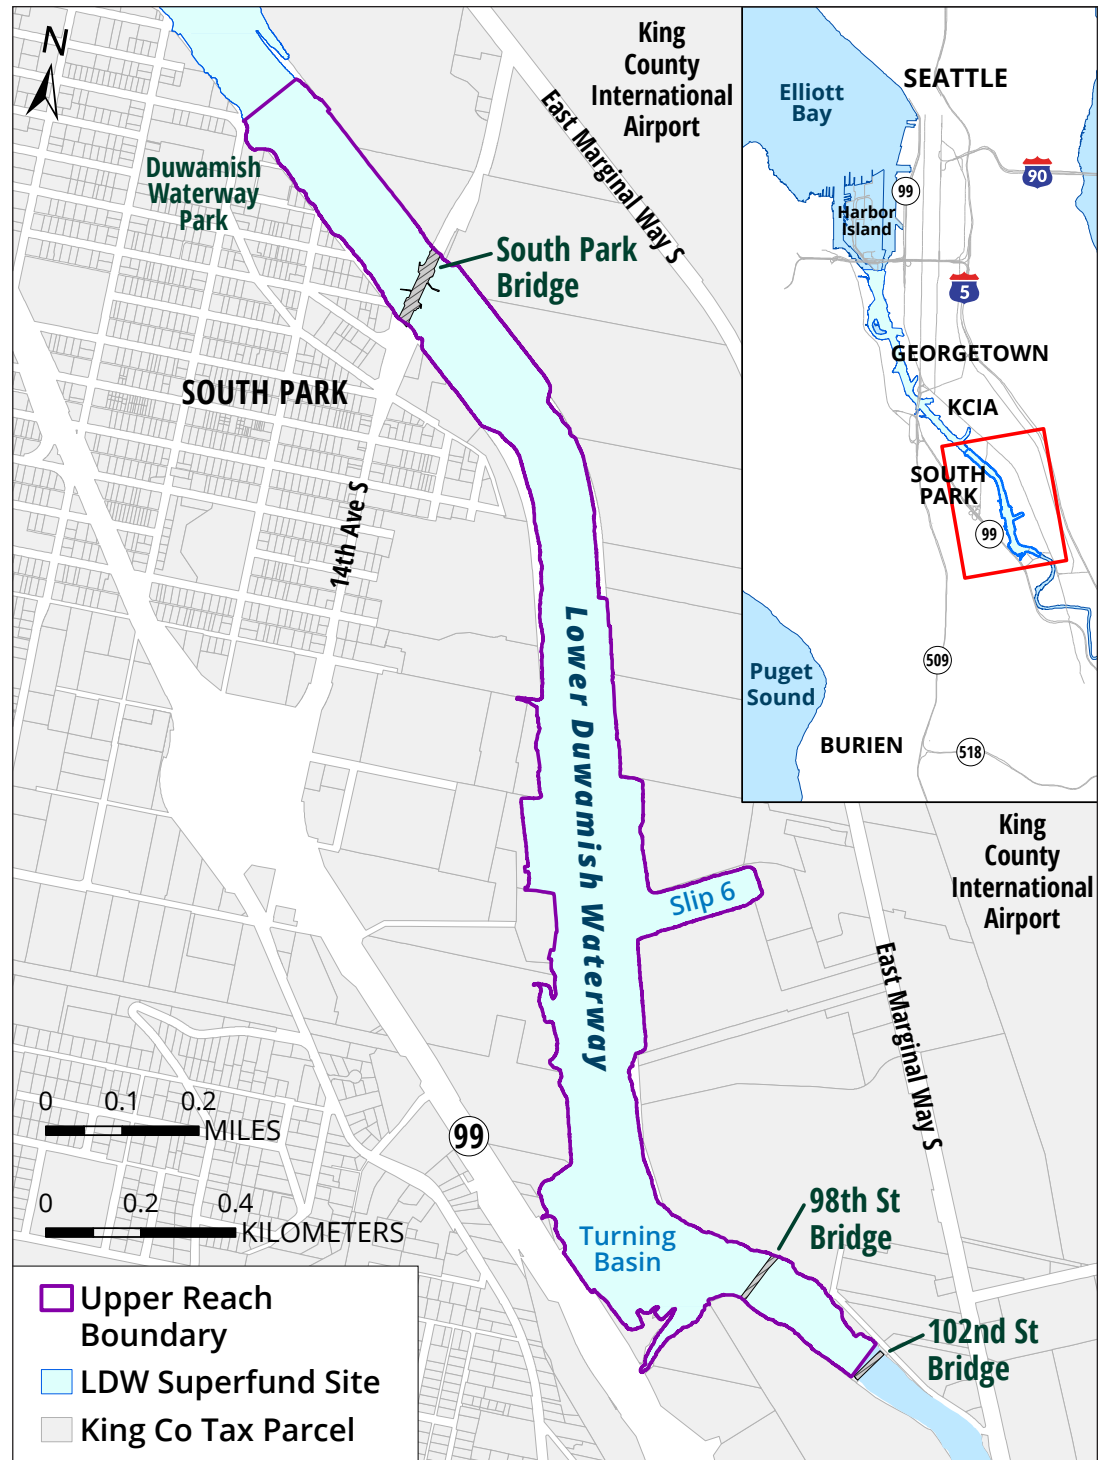 N
King
County
International
Airport
East Marginal Way S
Duwamish
Waterway
Park
South Park
Bridge
SOUTH PARK
14th Ave S
Lower Duwamish Waterway
Slip 6
King
County
International
Airport
East Marginal Way S
99
Turning
Basin
98th St
Bridge
102nd St
Bridge
0 0.1 0.2
MILES
0 0.2 0.4
KILOMETERS
Upper Reach
Boundary
LDW Superfund Site
King Co Tax Parcel
SEATTLE
Elliott
Bay
90
99
Harbor
Island
5
GEORGETOWN
KCIA
SOUTH
PARK
99
509
Puget
Sound
BURIEN
518